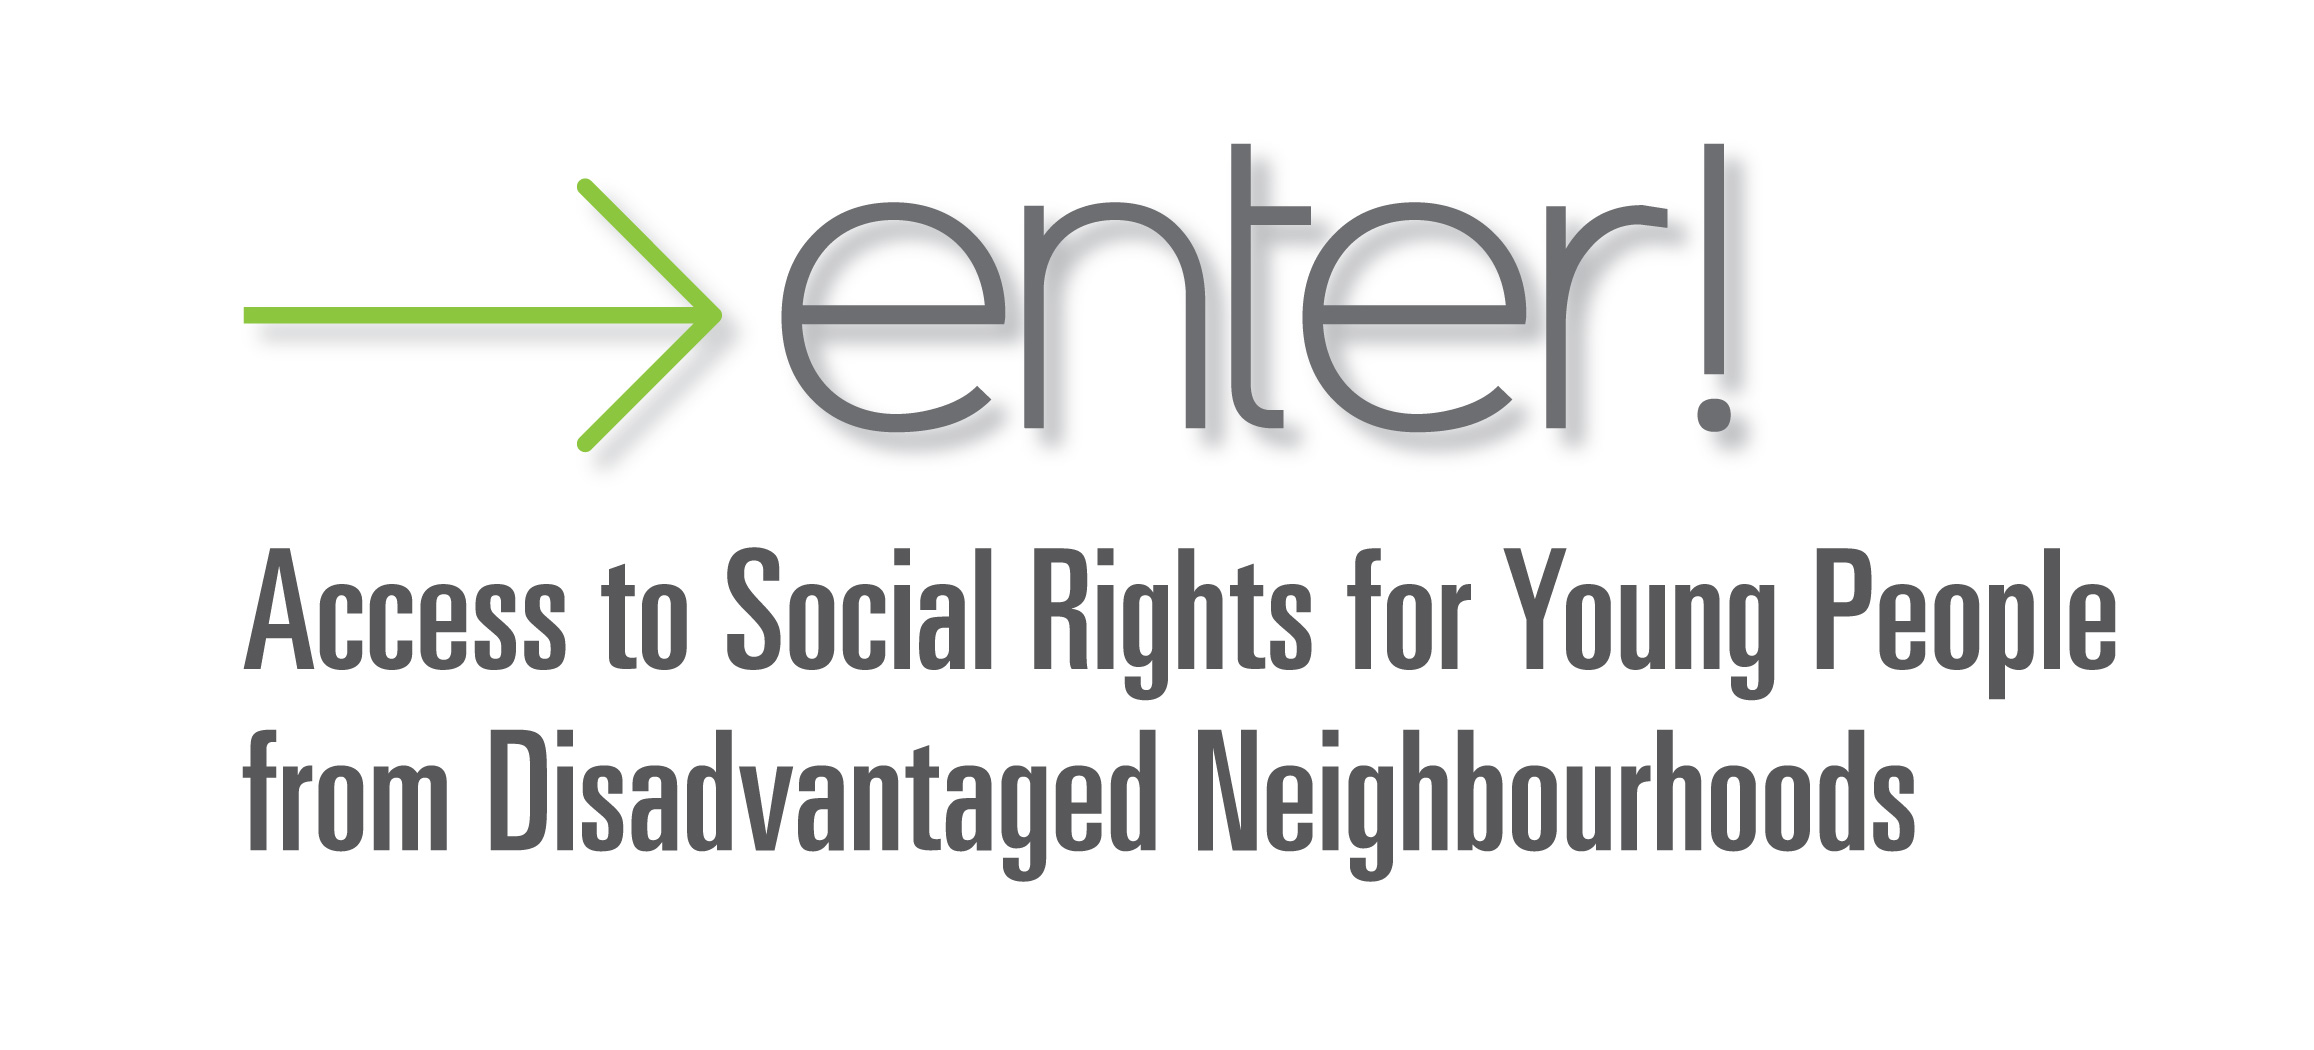 enter!
Access to Social Rights for Young People
from Disadvantaged Neighbourhoods